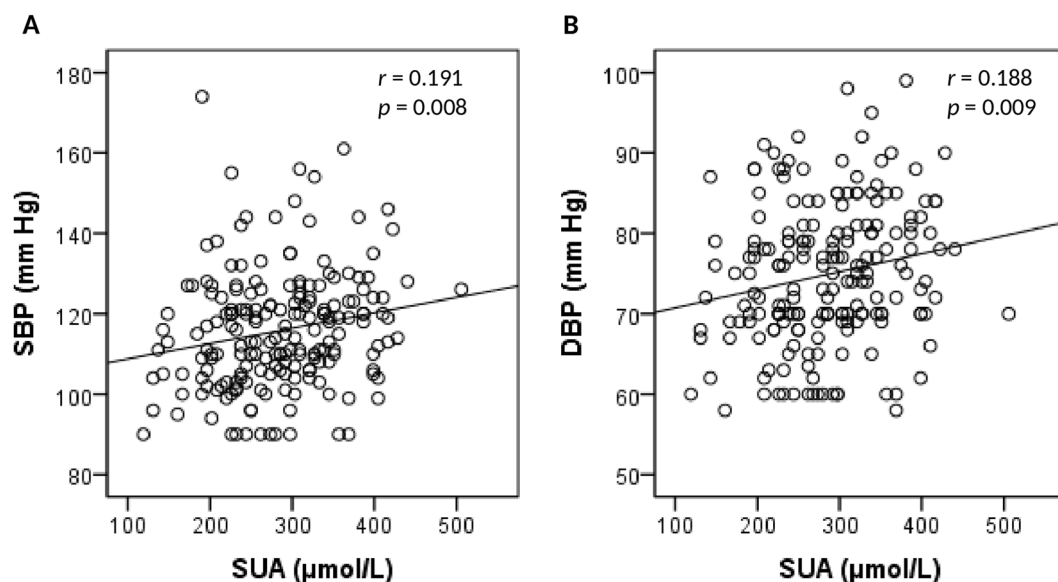 A
SBP (mm Hg)
180
160
140
120
100
80
r = 0.191
p = 0.008
100 200 300 400 500
SUA (µmol/L)
B
DBP (mm Hg)
100
90
80
70
60
50
r = 0.188
p = 0.009
100 200 300 400 500
SUA (µmol/L)